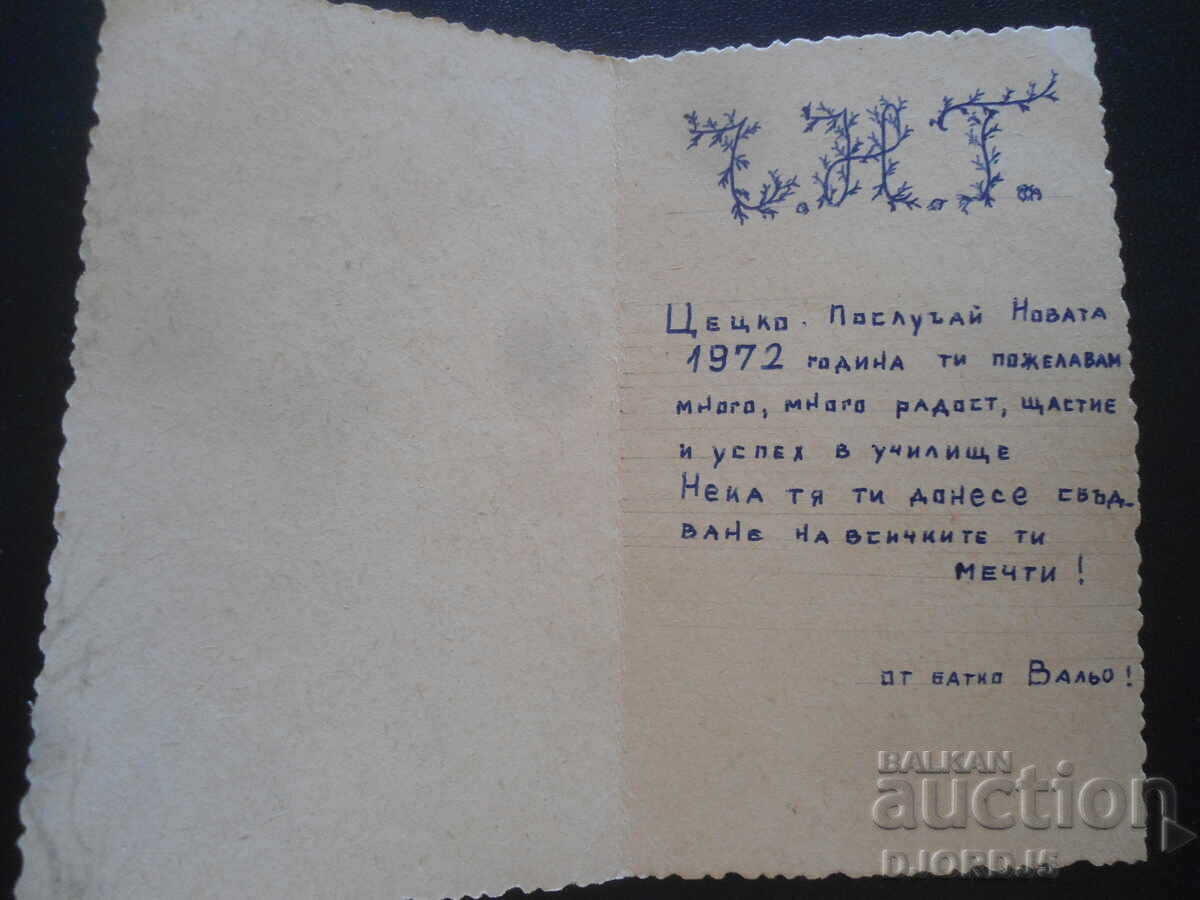 Ч.Н.Г.
Цецко. Послучай Новата
1972 година ти пожелавам
много, много радост, щастие
и успех в училище
Нека тя ти донесе сбъд-
ване на всичките ти
мечти!
от батко Вальо!
BALKAN
auction
DJORDJ5